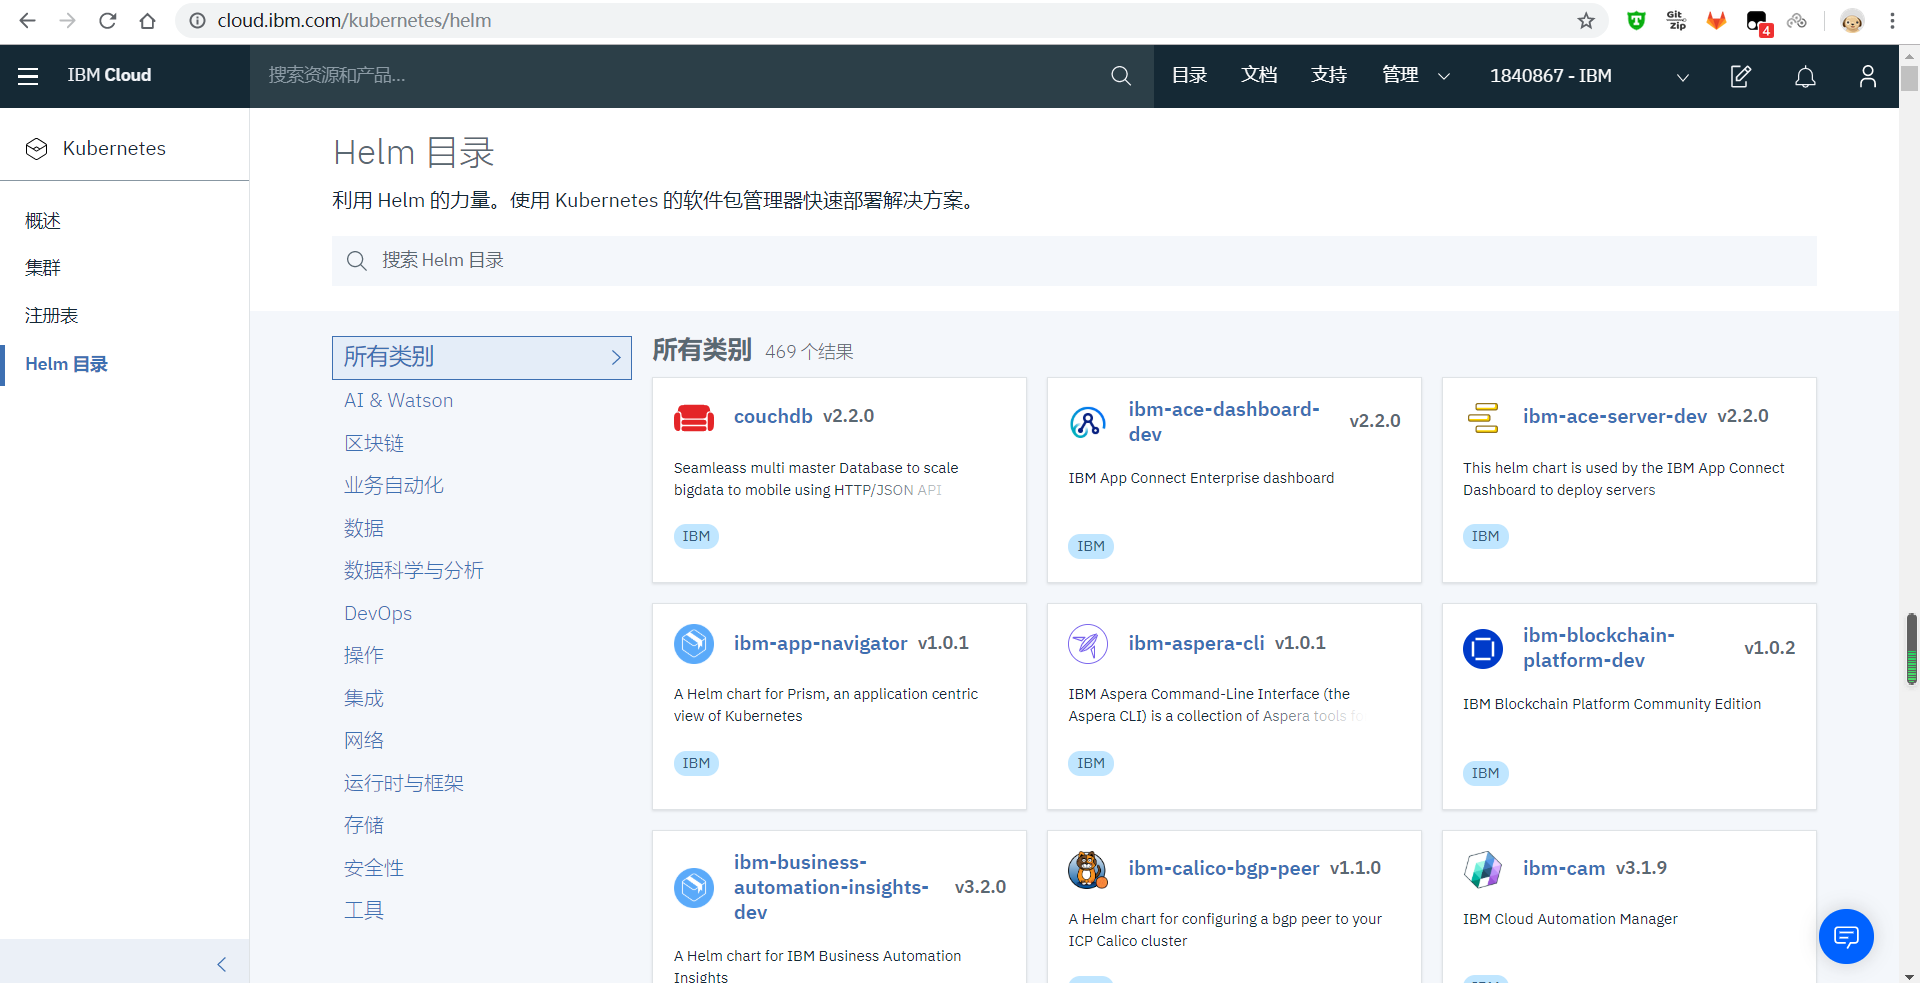 cloud.ibm.com/kubernetes/helm
Git
Zip
4
IBM Cloud
搜索资源和产品...
目录
文档
支持
管理
1840867 - IBM
Kubernetes
概述
集群
注册表
Helm 目录
Helm 目录
利用 Helm 的力量。使用 Kubernetes 的软件包管理器快速部署解决方案。
搜索 Helm 目录
所有类别
AI & Watson
区块链
业务自动化
数据
数据科学与分析
DevOps
操作
集成
网络
运行时与框架
存储
安全性
工具
所有类别 469 个结果
couchdb v2.2.0
Seamleass multi master Database to scale
bigdata to mobile using HTTP/JSON API
IBM
ibm-ace-dashboard-
dev
v2.2.0
IBM App Connect Enterprise dashboard
IBM
ibm-ace-server-dev v2.2.0
This helm chart is used by the IBM App Connect
Dashboard to deploy servers
IBM
ibm-app-navigator v1.0.1
A Helm chart for Prism, an application centric
view of Kubernetes
IBM
ibm-aspera-cli v1.0.1
IBM Aspera Command-Line Interface (the
Aspera CLI) is a collection of Aspera tools fo
IBM
ibm-blockchain-
platform-dev
v1.0.2
IBM Blockchain Platform Community Edition
IBM
ibm-business-
automation-insights-
dev
v3.2.0
A Helm chart for IBM Business Automation
Insights
ibm-calico-bgp-peer v1.1.0
A Helm chart for configuring a bgp peer to your
ICP Calico cluster
ibm-cam v3.1.9
IBM Cloud Automation Manager